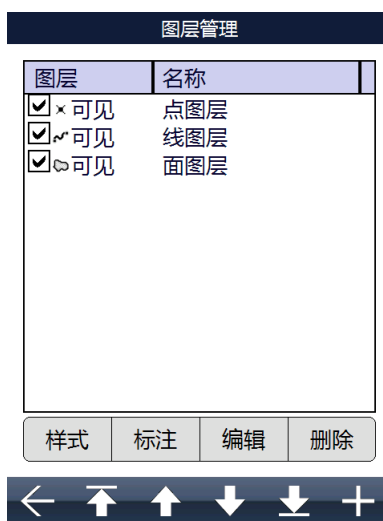 图层管理
图层 名称
可见 点图层
可见 线图层
可见 面图层
样式 标注 编辑 删除